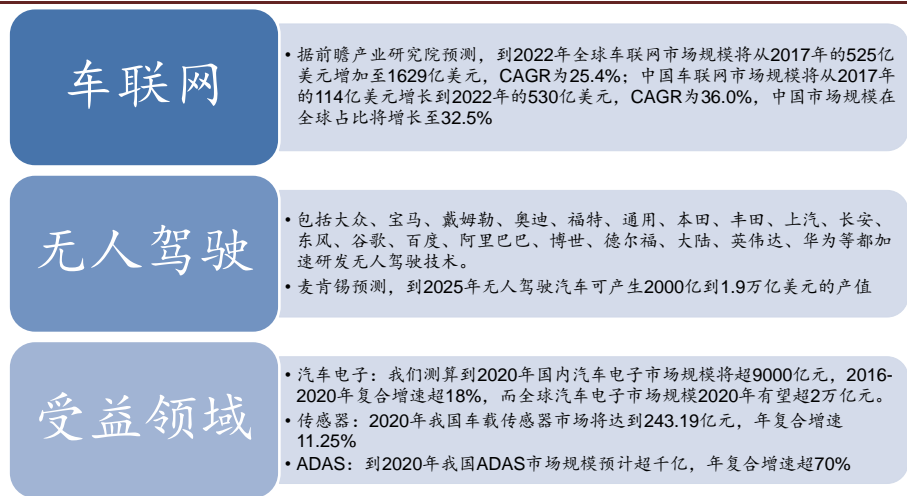 车联网
• 据前瞻产业研究院预测，到2022年全球车联网市场规模将从2017年的525亿
美元增加至1629亿美元，CAGR为25.4%；中国车联网市场规模将从2017年
的114亿美元增长到2022年的530亿美元，CAGR为36.0%，中国市场规模在
全球占比将增长至32.5%
无人驾驶
• 包括大众、宝马、戴姆勒、奥迪、福特、通用、本田、丰田、上汽、长安、
东风、谷歌、百度、阿里巴巴、博世、德尔福、大陆、英伟达、华为等都加
速研发无人驾驶技术。
• 麦肯锡预测，到2025年无人驾驶汽车可产生2000亿到1.9万亿美元的产值
受益领域
• 汽车电子：我们测算到2020年国内汽车电子市场规模将超9000亿元，2016-
2020年复合增速超18%，而全球汽车电子市场规模2020年有望超2万亿元。
• 传感器：2020年我国车载传感器市场将达到243.19亿元，年复合增速
11.25%
• ADAS：到2020年我国ADAS市场规模预计超千亿，年复合增速超70%